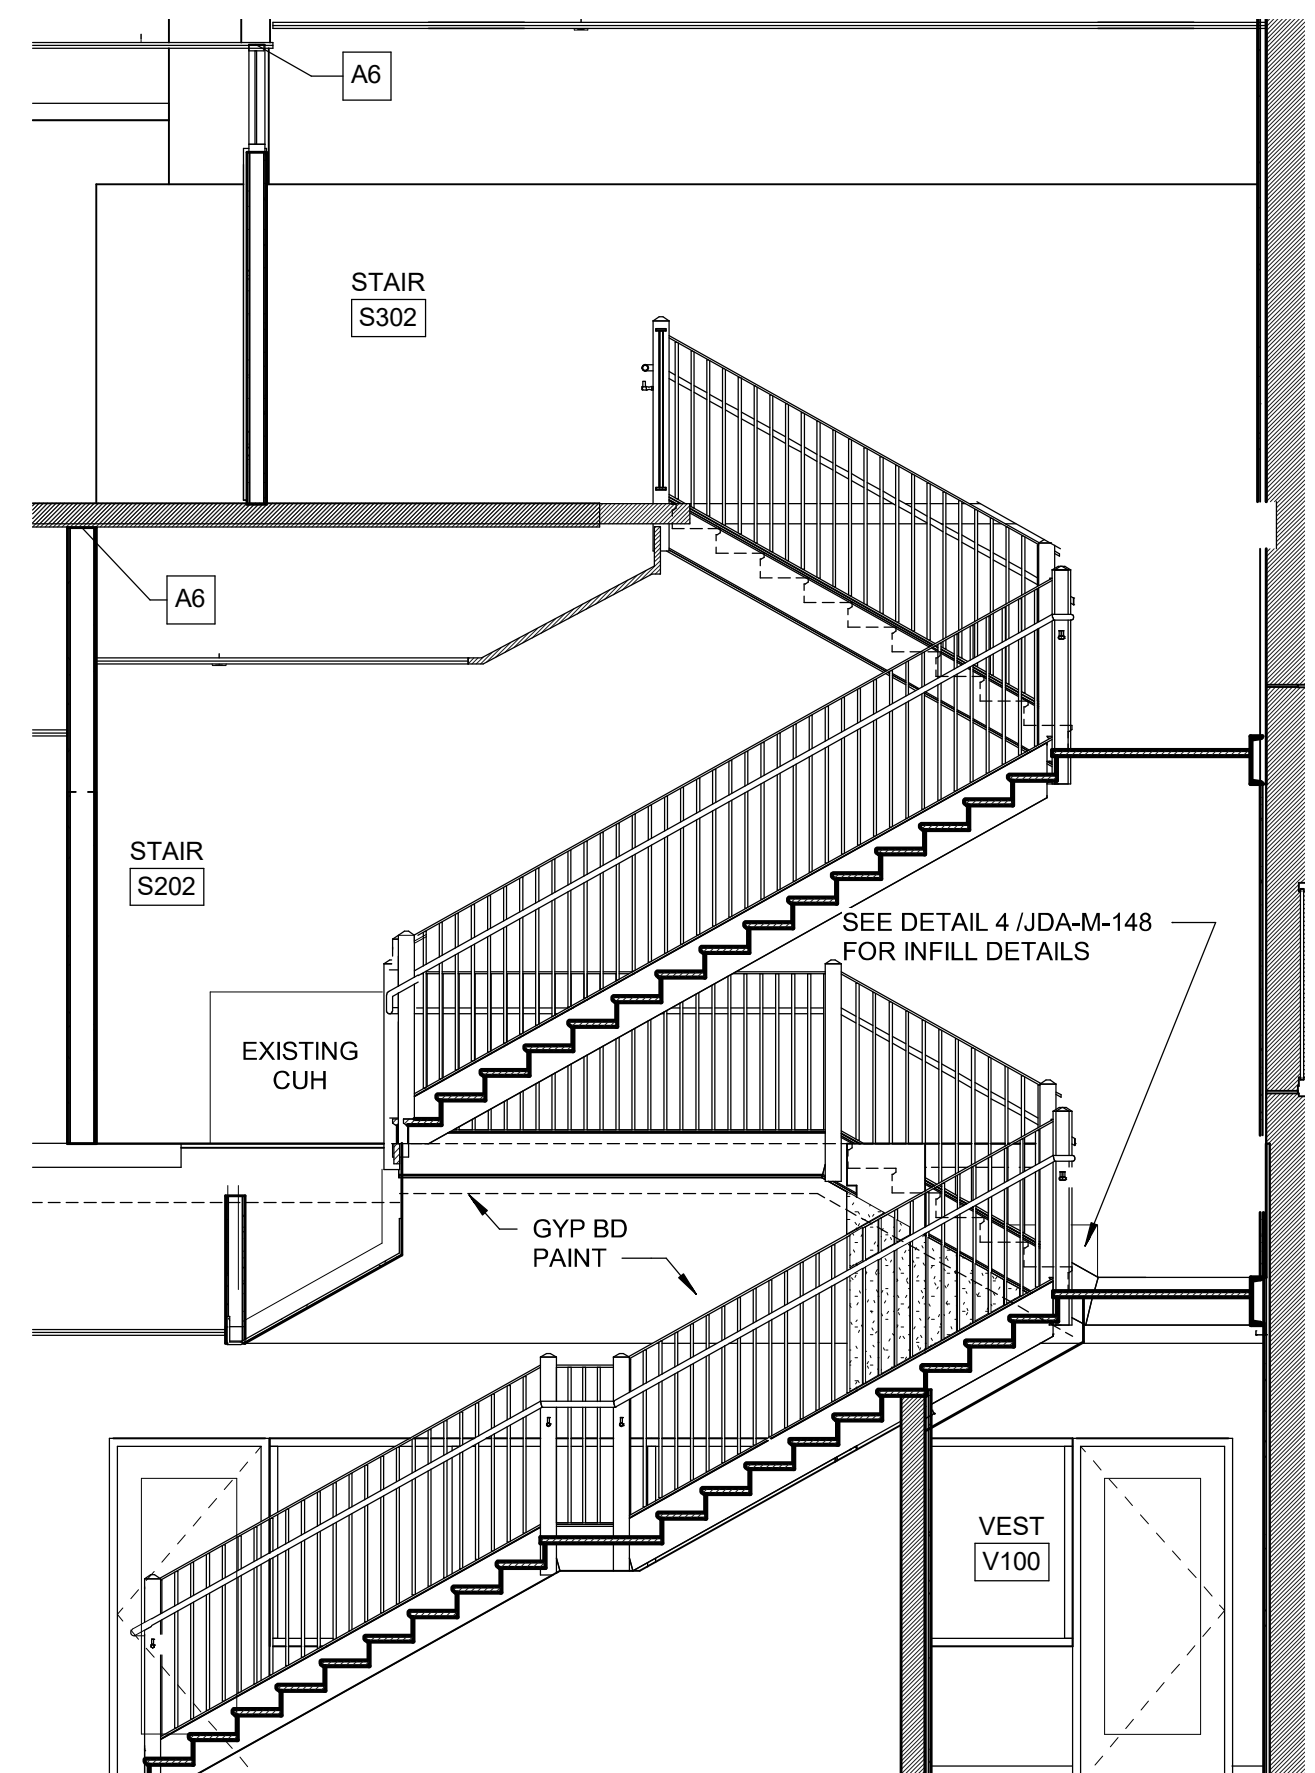 A6
STAIR
S302
A6
STAIR
S202
SEE DETAIL 4 /JDA-M-148
FOR INFILL DETAILS
EXISTING
CUH
GYP BD
PAINT
VEST
V100